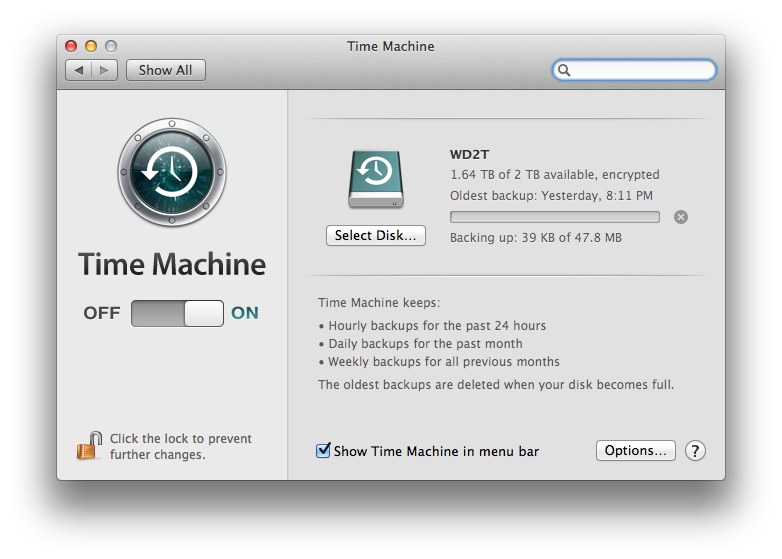 Time Machine
Show All
WD2T
1.64 TB of 2 TB available, encrypted
Oldest backup: Yesterday, 8:11 PM
Select Disk...
Backing up: 39 KB of 47.8 MB
Time Machine
OFF ON
Time Machine keeps:
• Hourly backups for the past 24 hours
• Daily backups for the past month
• Weekly backups for all previous months
The oldest backups are deleted when your disk becomes full.
Click the lock to prevent
further changes.
Show Time Machine in menu bar
Options...
?